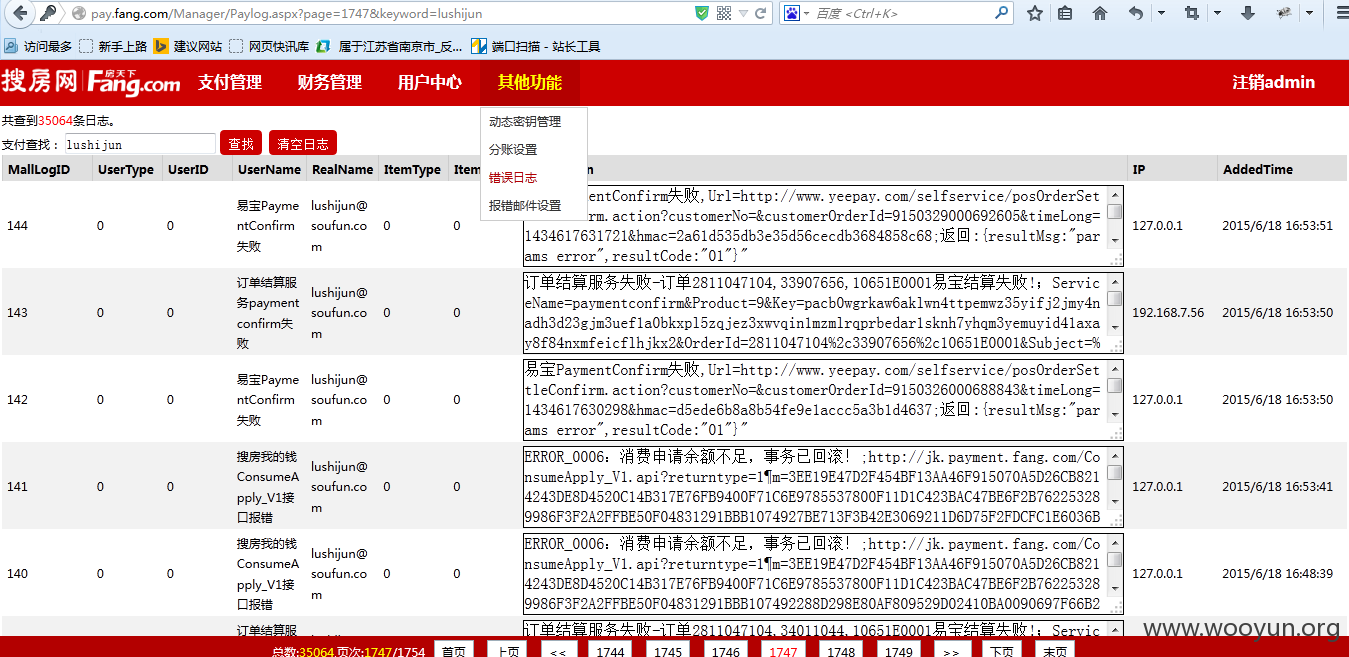 pay.fang.com/Manager/Paylog.aspx?page=1747&keyword=lushijun
百度 <Ctrl+K>
访问最多 新手上路 建议网站 网页快讯库 属于江苏省南京市_反... 端口扫描 - 站长工具
搜房网 房天下 Fang.com 支付管理 财务管理 用户中心 其他功能 注销admin
动态密钥管理
分账设置
错误日志
报错邮件设置
共查到35064条日志。
支付查找: lushijun 查找 清空日志
MallLogID UserType UserID UserName RealName ItemType Item n IP AddedTime
144 0 0 易宝PaymentConfirm失败 lushijun@soufun.com 0 0 127.0.0.1 2015/6/18 16:53:51
mentConfirm失败,Url=http://www.yeepay.com/selfservice/posOrderSet
irm.action?customerNo=&customerOrderId=9150329000692605&timeLong=
1434617631721&hmac=2a61d535db3e35d56cecdb3684858c68;返回:{resultMsg:"par
ams error",resultCode:"01"}"
143 0 0 订单结算服务paymentconfirm失败 lushijun@soufun.com 0 0 192.168.7.56 2015/6/18 16:53:50
订单结算服务失败-订单2811047104,33907656,10651E0001易宝结算失败!; Servic
eName=paymentconfirm&Product=9&Key=pacb0wgrkaw6aklwn4ttpemwz35yifj2jmy4n
adh3d23gjm3uef1a0bkxpl5zqjez3xwvqin1mzmlrqprbedar1sknh7yhqm3yemuyid41axa
y8f84nxmfeicflhjkx2&OrderId=2811047104%2c33907656%2c10651E0001&Subject=%
142 0 0 易宝PaymentConfirm失败 lushijun@soufun.com 0 0 127.0.0.1 2015/6/18 16:53:50
易宝PaymentConfirm失败,Url=http://www.yeepay.com/selfservice/posOrderSet
tleConfirm.action?customerNo=&customerOrderId=9150326000688843&timeLong=
1434617630298&hmac=d5ede6b8a8b54fe9e1accc5a3b1d4637;返回:{resultMsg:"par
ams error",resultCode:"01"}"
141 0 0 搜房我的钱ConsumeApply_V1接口报错 lushijun@soufun.com 0 0 127.0.0.1 2015/6/18 16:53:41
ERROR_0006: 消费申请余额不足，事务已回滚! ;http://jk.payment.fang.com/Co
nsumeApply_V1.api?returntype=1¶m=3EE19E47D2F454BF13AA46F915070A5D26CB821
4243DE8D4520C14B317E76FB9400F71C6E9785537800F11D1C423BAC47BE6F2B76225328
9986F3F2A2FFBE50F04831291BBB1074927BE713F3B42E3069211D6D75F2FDCFC1E6036B
140 0 0 搜房我的钱ConsumeApply_V1接口报错 lushijun@soufun.com 0 0 127.0.0.1 2015/6/18 16:48:39
ERROR_0006: 消费申请余额不足，事务已回滚! ;http://jk.payment.fang.com/Co
nsumeApply_V1.api?returntype=1¶m=3EE19E47D2F454BF13AA46F915070A5D26CB821
4243DE8D4520C14B317E76FB9400F71C6E9785537800F11D1C423BAC47BE6F2B76225328
9986F3F2A2FFBE50F04831291BBB107492288D298E80AF809529D02410BA0090697F66B2
订单结算服 订单结算服务失败-订单2811047104,34011044,10651E0001易宝结算失败!; Servic
www.wooyun.org
总数:35064 页次:1747/1754 首页 上页 << 1744 1745 1746 1747 1748 1749 >> 下页 末页